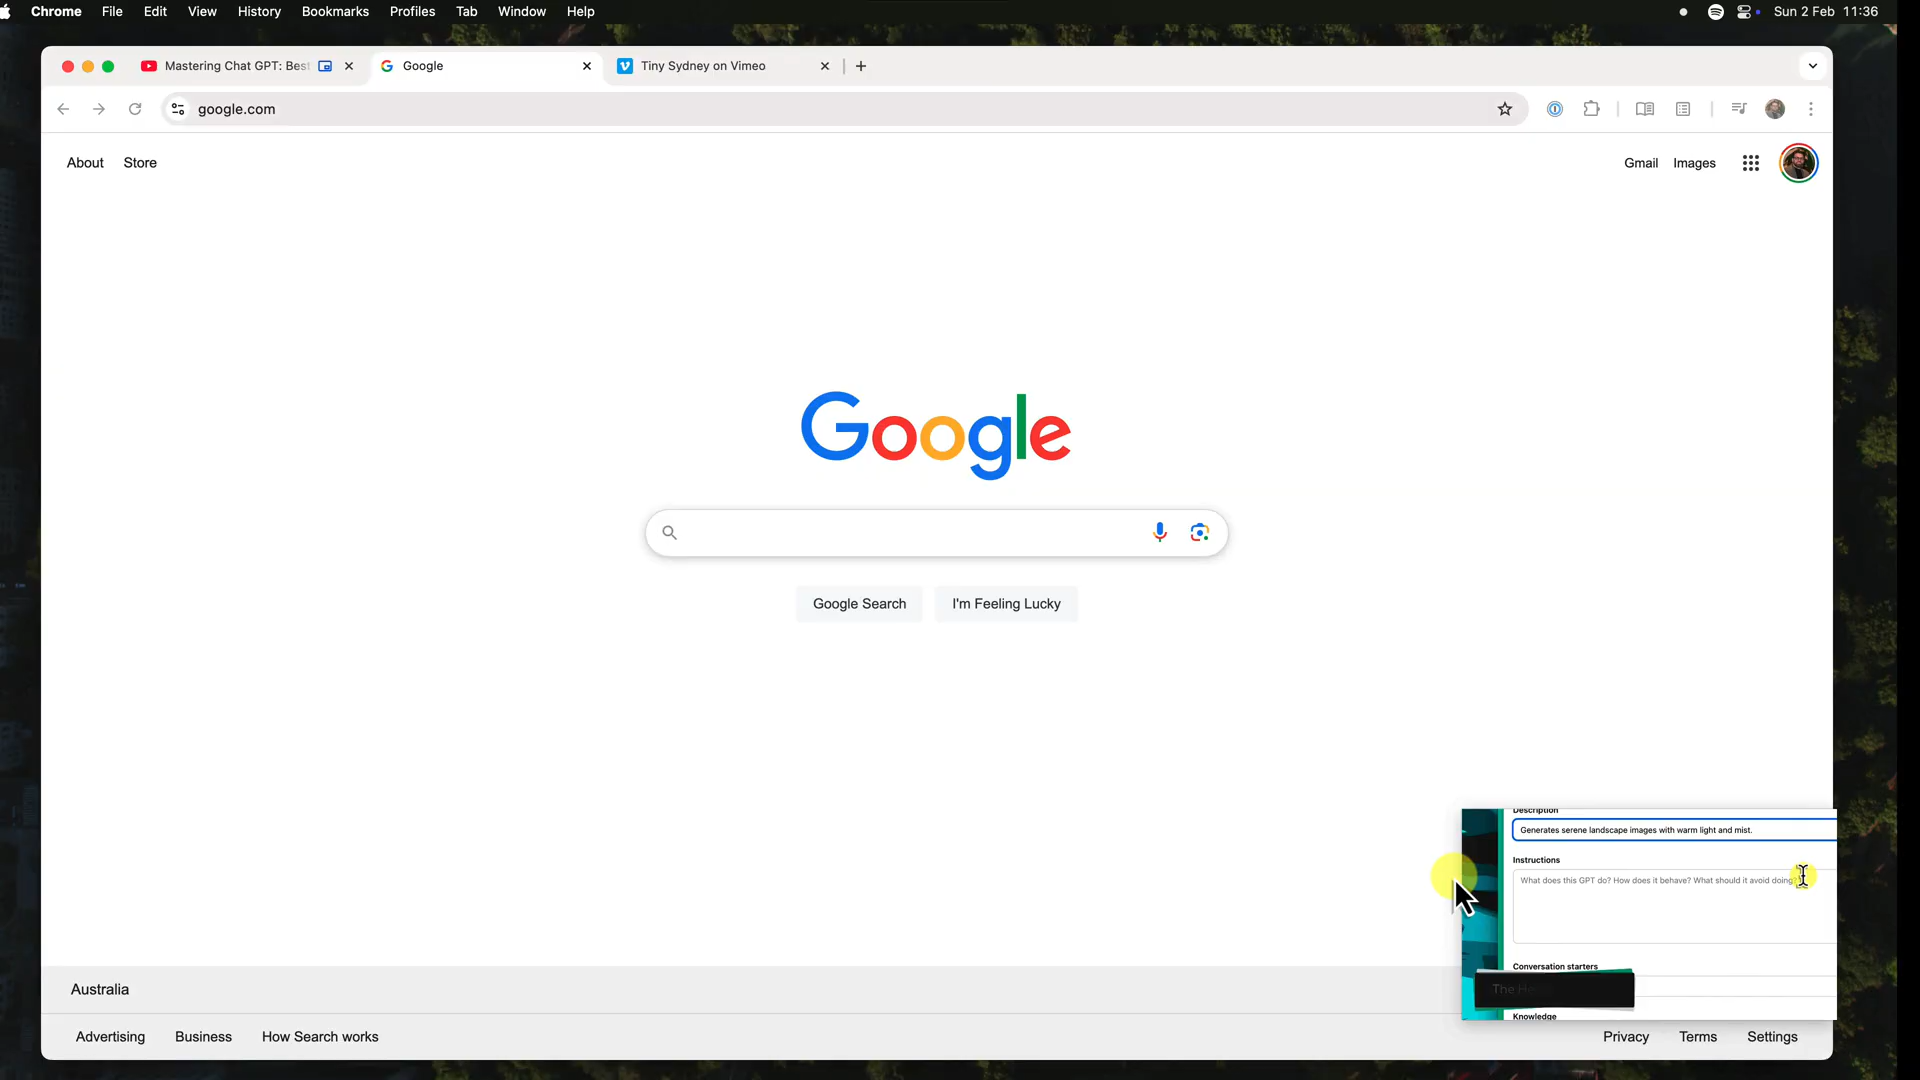 Chrome File Edit View History Bookmarks Profiles Tab Window Help Sun 2 Feb 11:36
Mastering Chat GPT: Best Google Tiny Sydney on Vimeo
google.com
About Store Gmail Images
Google
Google Search I'm Feeling Lucky
Description
Generates serene landscape images with warm light and mist.
Instructions
What does this GPT do? How does it behave? What should it avoid doing?
Conversation starters
The
Knowledge
Australia
Advertising Business How Search works Privacy Terms Settings